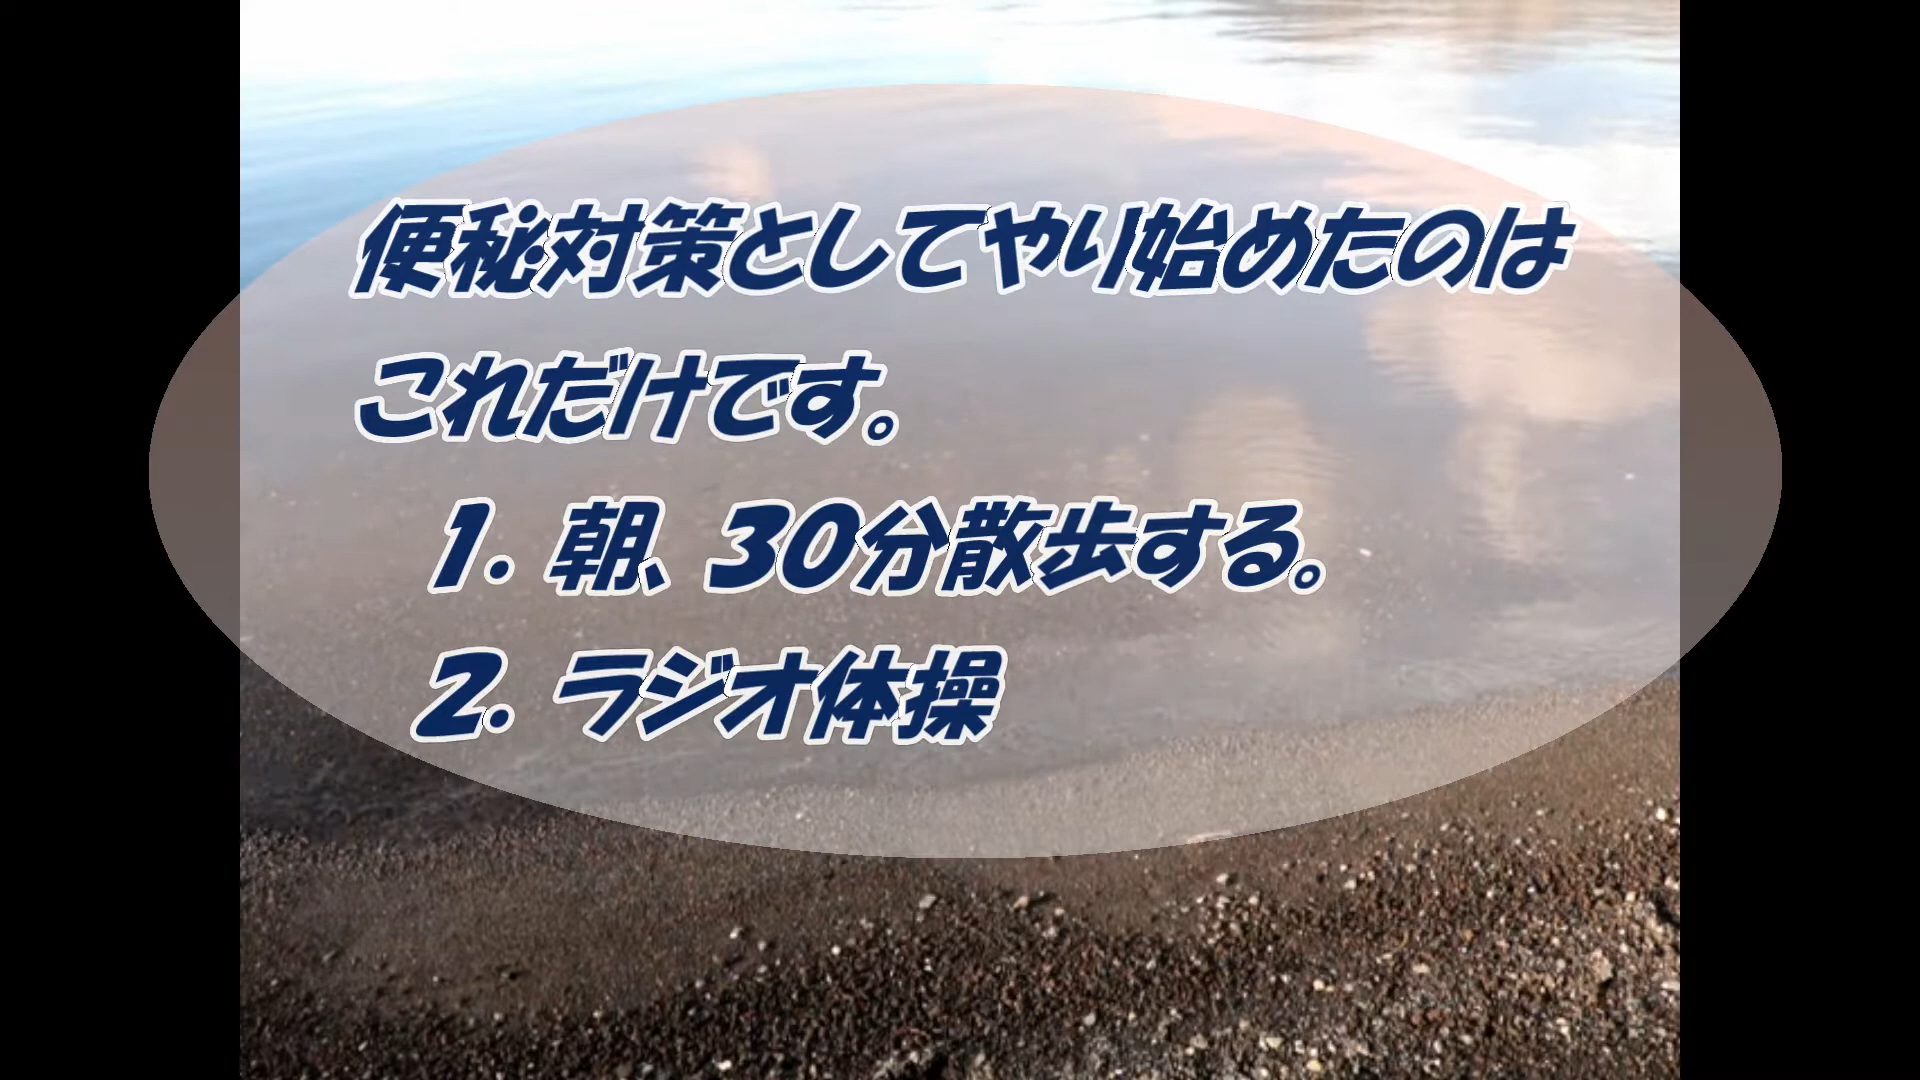 便秘対策としてやり始めたのは
これだけです。
1. 朝、30分散歩する。
2. ラジオ体操